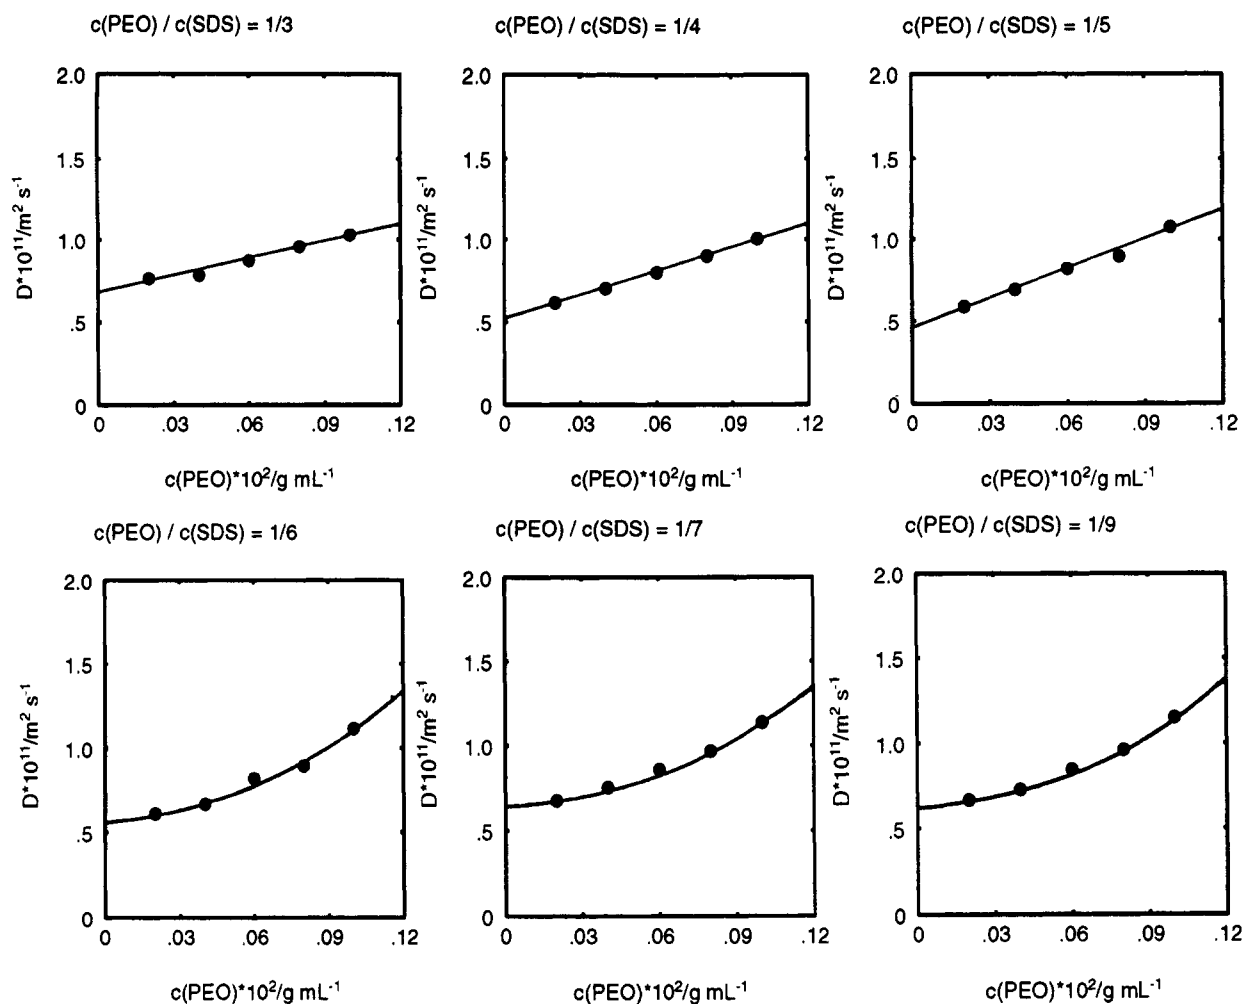 c(PEO) / c(SDS) = 1/3
c(PEO) / c(SDS) = 1/4
c(PEO) / c(SDS) = 1/5
2.0
1.5
1.0
.5
0
D*10¹¹/m² s⁻¹
0 .03 .06 .09 .12
c(PEO)*10²/g mL⁻¹
2.0
1.5
1.0
.5
0
D*10¹¹/m² s⁻¹
0 .03 .06 .09 .12
c(PEO)*10²/g mL⁻¹
2.0
1.5
1.0
.5
0
D*10¹¹/m² s⁻¹
0 .03 .06 .09 .12
c(PEO)*10²/g mL⁻¹
c(PEO) / c(SDS) = 1/6
c(PEO) / c(SDS) = 1/7
c(PEO) / c(SDS) = 1/9
2.0
1.5
1.0
.5
0
D*10¹¹/m² s⁻¹
0 .03 .06 .09 .12
c(PEO)*10²/g mL⁻¹
2.0
1.5
1.0
.5
0
D*10¹¹/m² s⁻¹
0 .03 .06 .09 .12
c(PEO)*10²/g mL⁻¹
2.0
1.5
1.0
.5
0
D*10¹¹/m² s⁻¹
0 .03 .06 .09 .12
c(PEO)*10²/g mL⁻¹